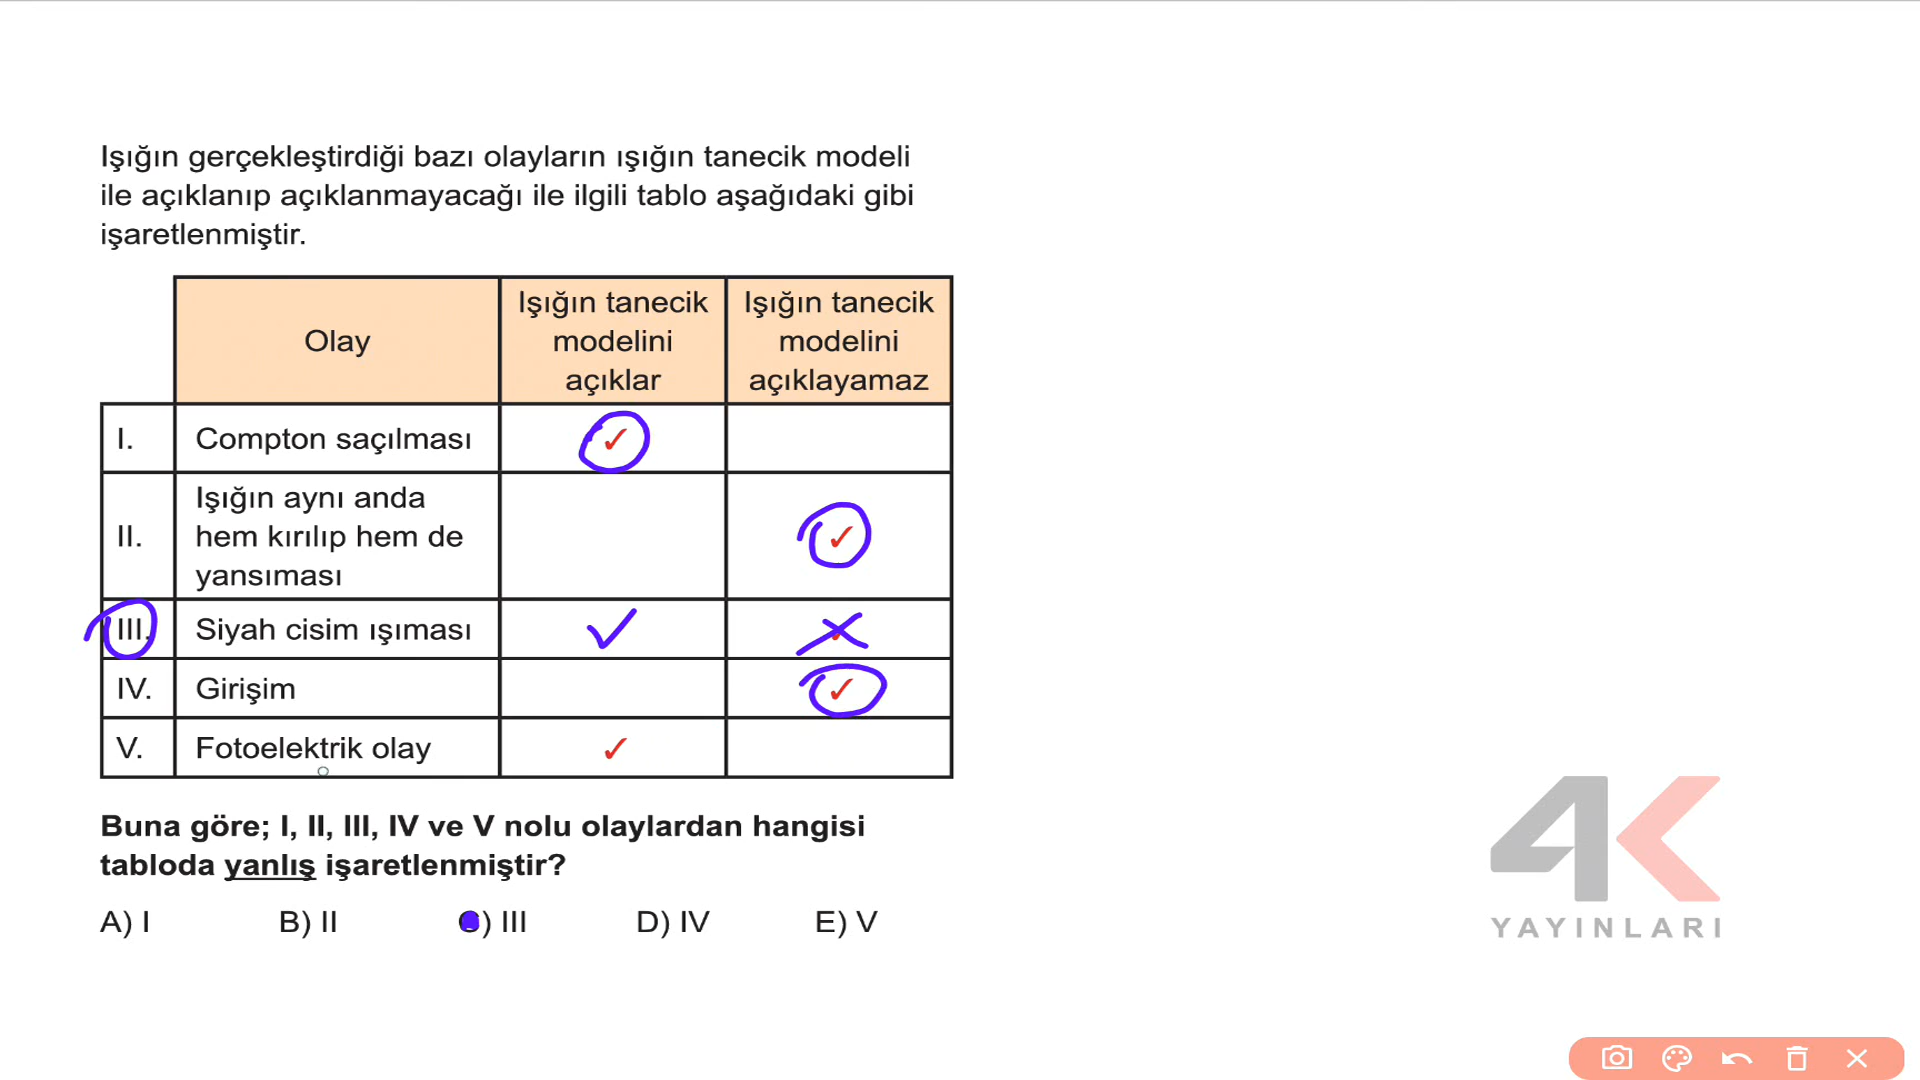 Işığın gerçekleştirdiği bazı olayların ışığın tanecik modeli
ile açıklanıp açıklanmayacağı ile ilgili tablo aşağıdaki gibi
işaretlenmiştir.
Olay
Işığın tanecik
modelini
açıklar
Işığın tanecik
modelini
açıklayamaz
I. Compton saçılması ✓
II. Işığın aynı anda
hem kırılıp hem de
yansıması ✓
III. Siyah cisim ışıması ✓
IV. Girişim ✓
V. Fotoelektrik olay ✓
Buna göre; I, II, III, IV ve V nolu olaylardan hangisi
tabloda yanlış işaretlenmiştir?
A) I B) II C) III D) IV E) V
4K
YAYINLARI